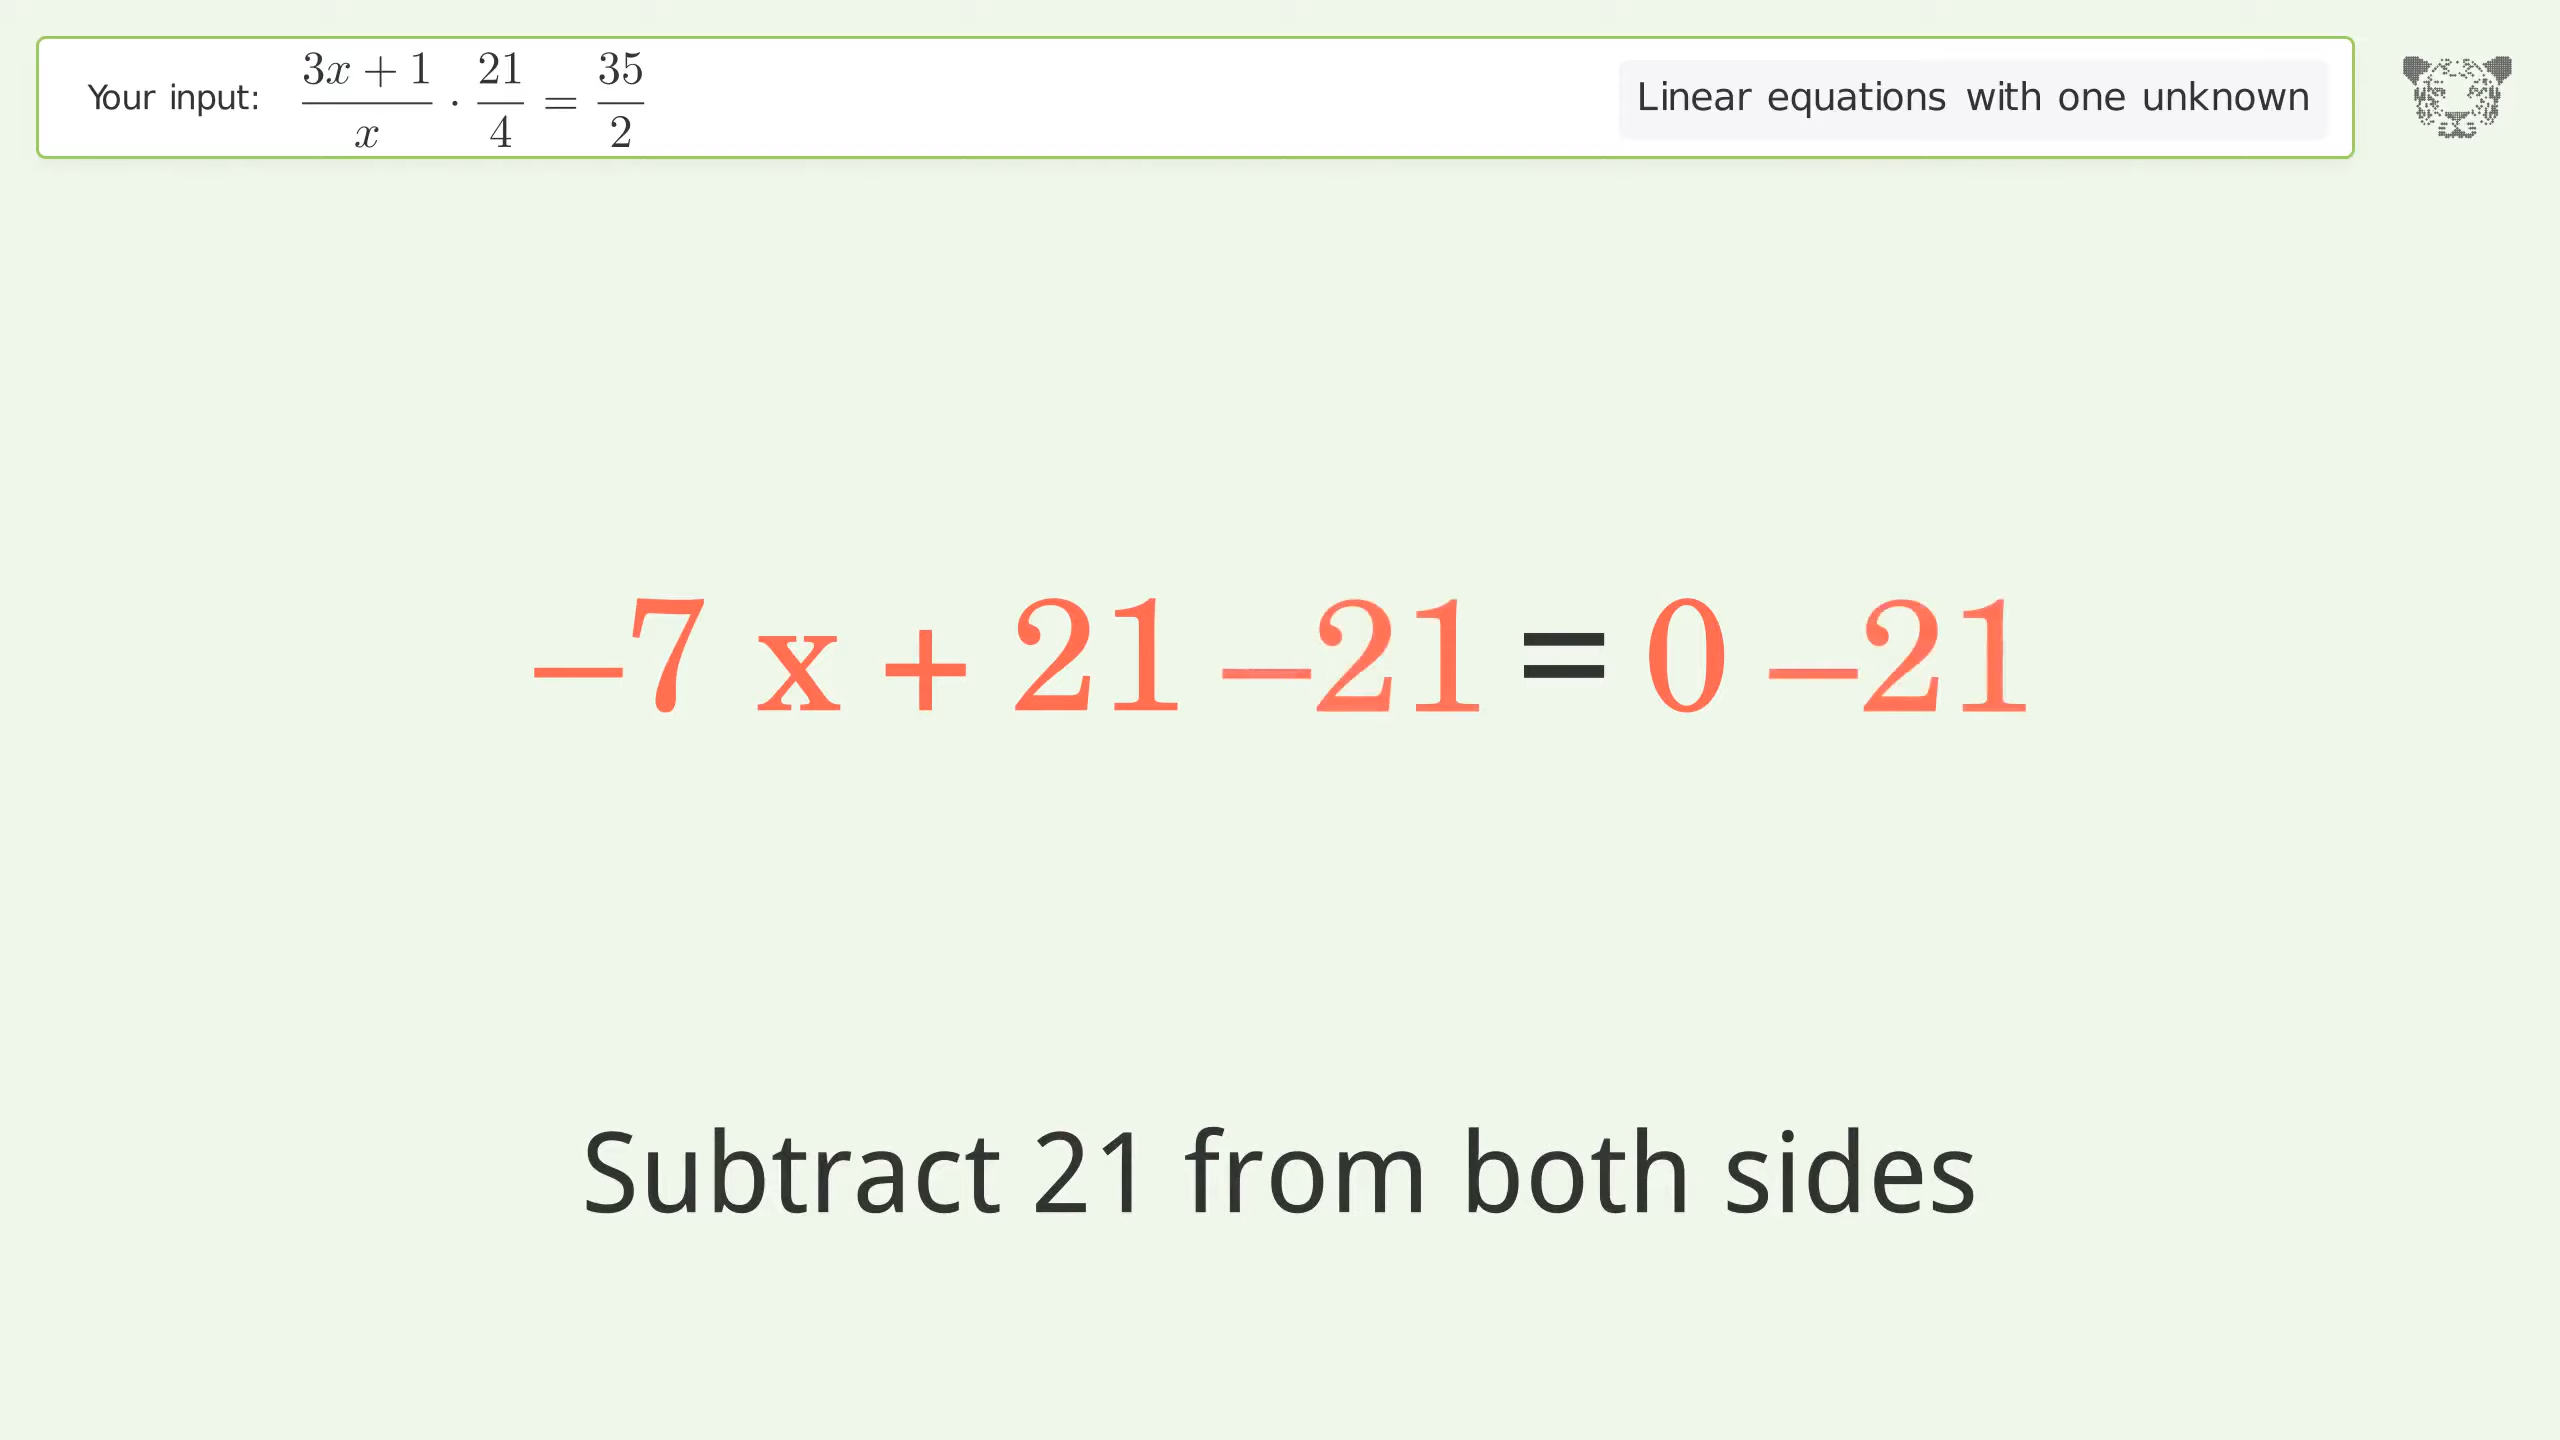 Your input: (3x + 1)/x · 21/4 = 35/2
Linear equations with one unknown
–7 x + 21 –21 = 0 –21
Subtract 21 from both sides